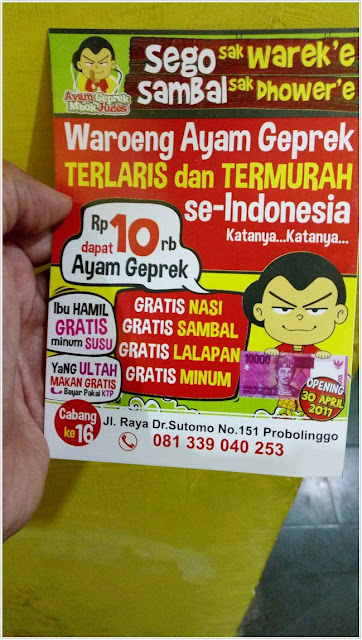 Ayam Geprek
Mbok Judes
Sego sak warek'e
Sambal sak Dhower'e
Waroeng Ayam Geprek
TERLARIS dan TERMURAH
se-Indonesia
Katanya...Katanya...
Rp 10 rb
dapat
Ayam Geprek
Ibu HAMIL
GRATIS
minum SUSU
Yang ULTAH
MAKAN GRATIS
Bayar Pakai KTP
GRATIS NASI
GRATIS SAMBAL
GRATIS LALAPAN
GRATIS MINUM
10000
OPENING
30 APRIL
2017
Cabang
ke 16
Jl. Raya Dr.Sutomo No.151 Probolinggo
081 339 040 253